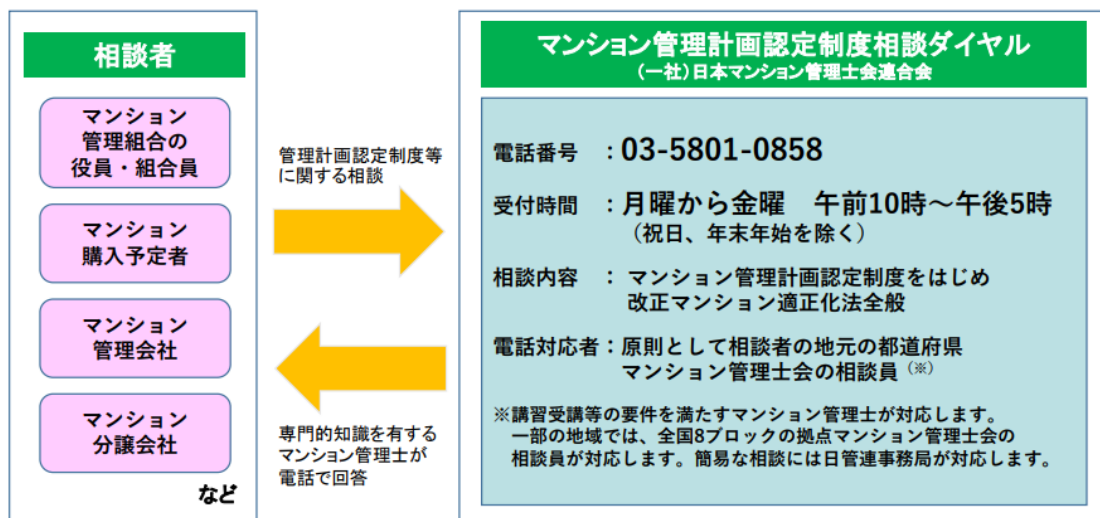 相談者
マンション
管理組合の
役員・組合員
マンション
購入予定者
マンション
管理会社
マンション
分譲会社
など
管理計画認定制度等
に関する相談
専門的知識を有する
マンション管理士が
電話で回答
マンション管理計画認定制度相談ダイヤル
(一社)日本マンション管理士会連合会
電話番号 :03-5801-0858
受付時間 :月曜から金曜 午前10時~午後5時
(祝日、年末年始を除く)
相談内容 :マンション管理計画認定制度をはじめ
改正マンション適正化法全般
電話対応者:原則として相談者の地元の都道府県
マンション管理士会の相談員(※)
※講習受講等の要件を満たすマンション管理士が対応します。
一部の地域では、全国8ブロックの拠点マンション管理士会の
相談員が対応します。簡易な相談には日管連事務局が対応します。